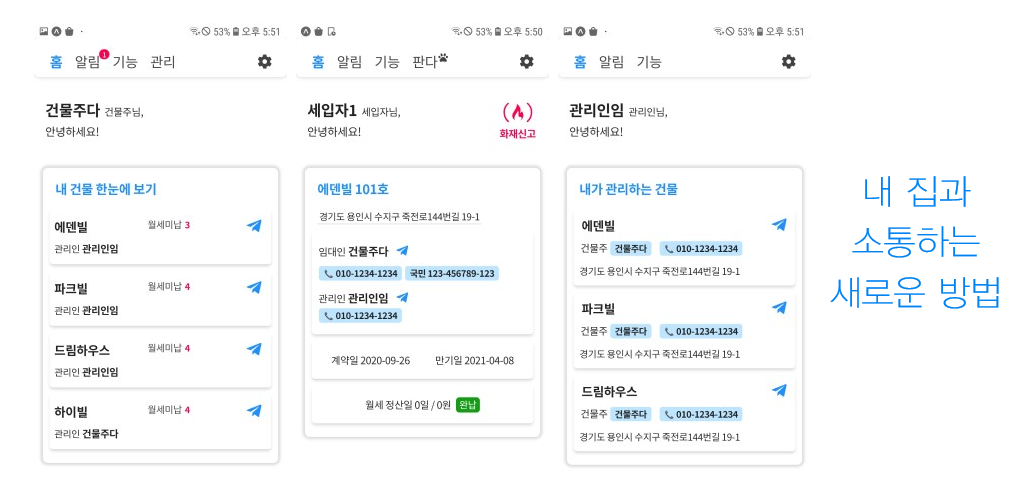 53% 오후 5:51
홈 알림 1 기능 관리
건물주다 건물주님,
안녕하세요!
내 건물 한눈에 보기
에덴빌 월세미납 3
관리인 관리인임
파크빌 월세미납 4
관리인 관리인임
드림하우스 월세미납 4
관리인 관리인임
하이빌 월세미납 4
관리인 건물주다
53% 오후 5:50
홈 알림 기능 판다
세입자1 세입자님,
안녕하세요!
화재신고
에덴빌 101호
경기도 용인시 수지구 죽전로144번길 19-1
임대인 건물주다
010-1234-1234 국민 123-456789-123
관리인 관리인임
010-1234-1234
계약일 2020-09-26 만기일 2021-04-08
월세 정산일 0일 / 0원 완납
53% 오후 5:51
홈 알림 기능
관리인임 관리인님,
안녕하세요!
내가 관리하는 건물
에덴빌
건물주 건물주다 010-1234-1234
경기도 용인시 수지구 죽전로144번길 19-1
파크빌
건물주 건물주다 010-1234-1234
경기도 용인시 수지구 죽전로144번길 19-1
드림하우스
건물주 건물주다 010-1234-1234
경기도 용인시 수지구 죽전로144번길 19-1
내 집과
소통하는
새로운 방법